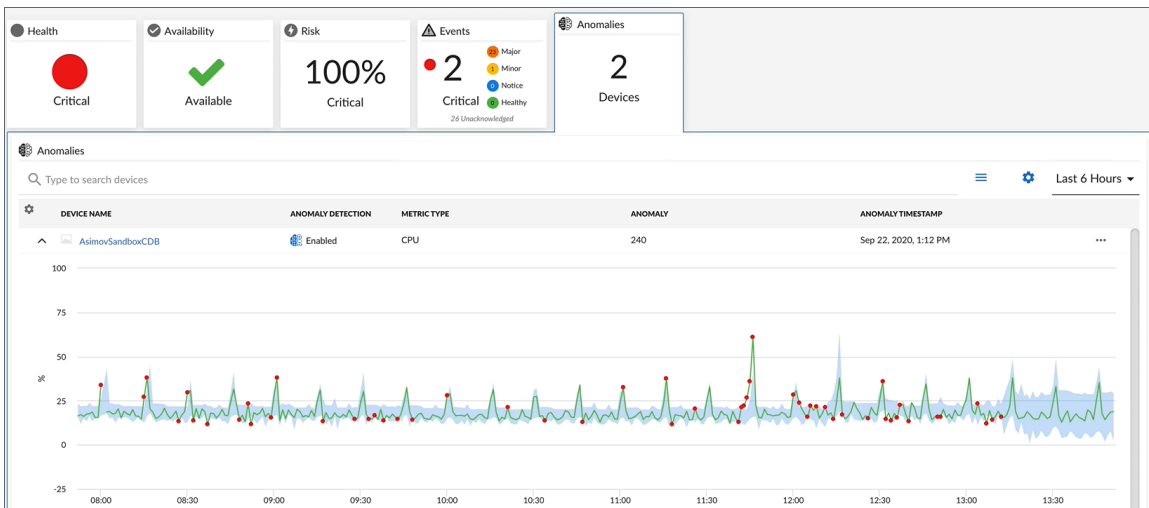 Health
Critical
Availability
Available
Risk
100%
Critical
Events
2
Critical
23 Major
1 Minor
0 Notice
0 Healthy
26 Unacknowledged
Anomalies
2
Devices
Anomalies
Type to search devices
Last 6 Hours
DEVICE NAME ANOMALY DETECTION METRIC TYPE ANOMALY ANOMALY TIMESTAMP
AsimovSandboxCDB Enabled CPU 240 Sep 22, 2020, 1:12 PM
100
75
50
%
25
0
-25
08:00 08:30 09:00 09:30 10:00 10:30 11:00 11:30 12:00 12:30 13:00 13:30